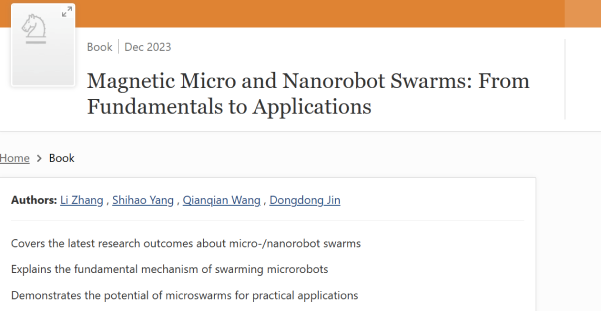 Book | Dec 2023
Magnetic Micro and Nanorobot Swarms: From
Fundamentals to Applications
Home > Book
Authors: Li Zhang , Shihao Yang , Qianqian Wang , Dongdong Jin
Covers the latest research outcomes about micro-/nanorobot swarms
Explains the fundamental mechanism of swarming microrobots
Demonstrates the potential of microswarms for practical applications